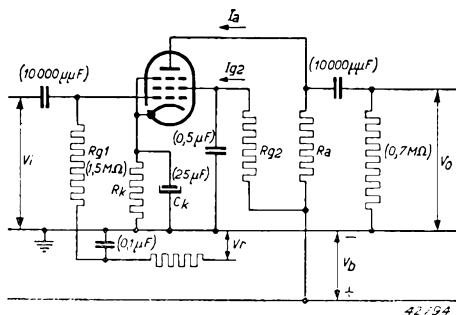 Ia
(10000µµF)
(10000µµF)
Ig2
(0,5µF)
Vi
Rg1
(1,5MΩ)
Rk
(25µF)
Ck
Rg2
Ra
(0,7MΩ)
Vo
(0,1µF)
Vr
−
Vb
+
42794